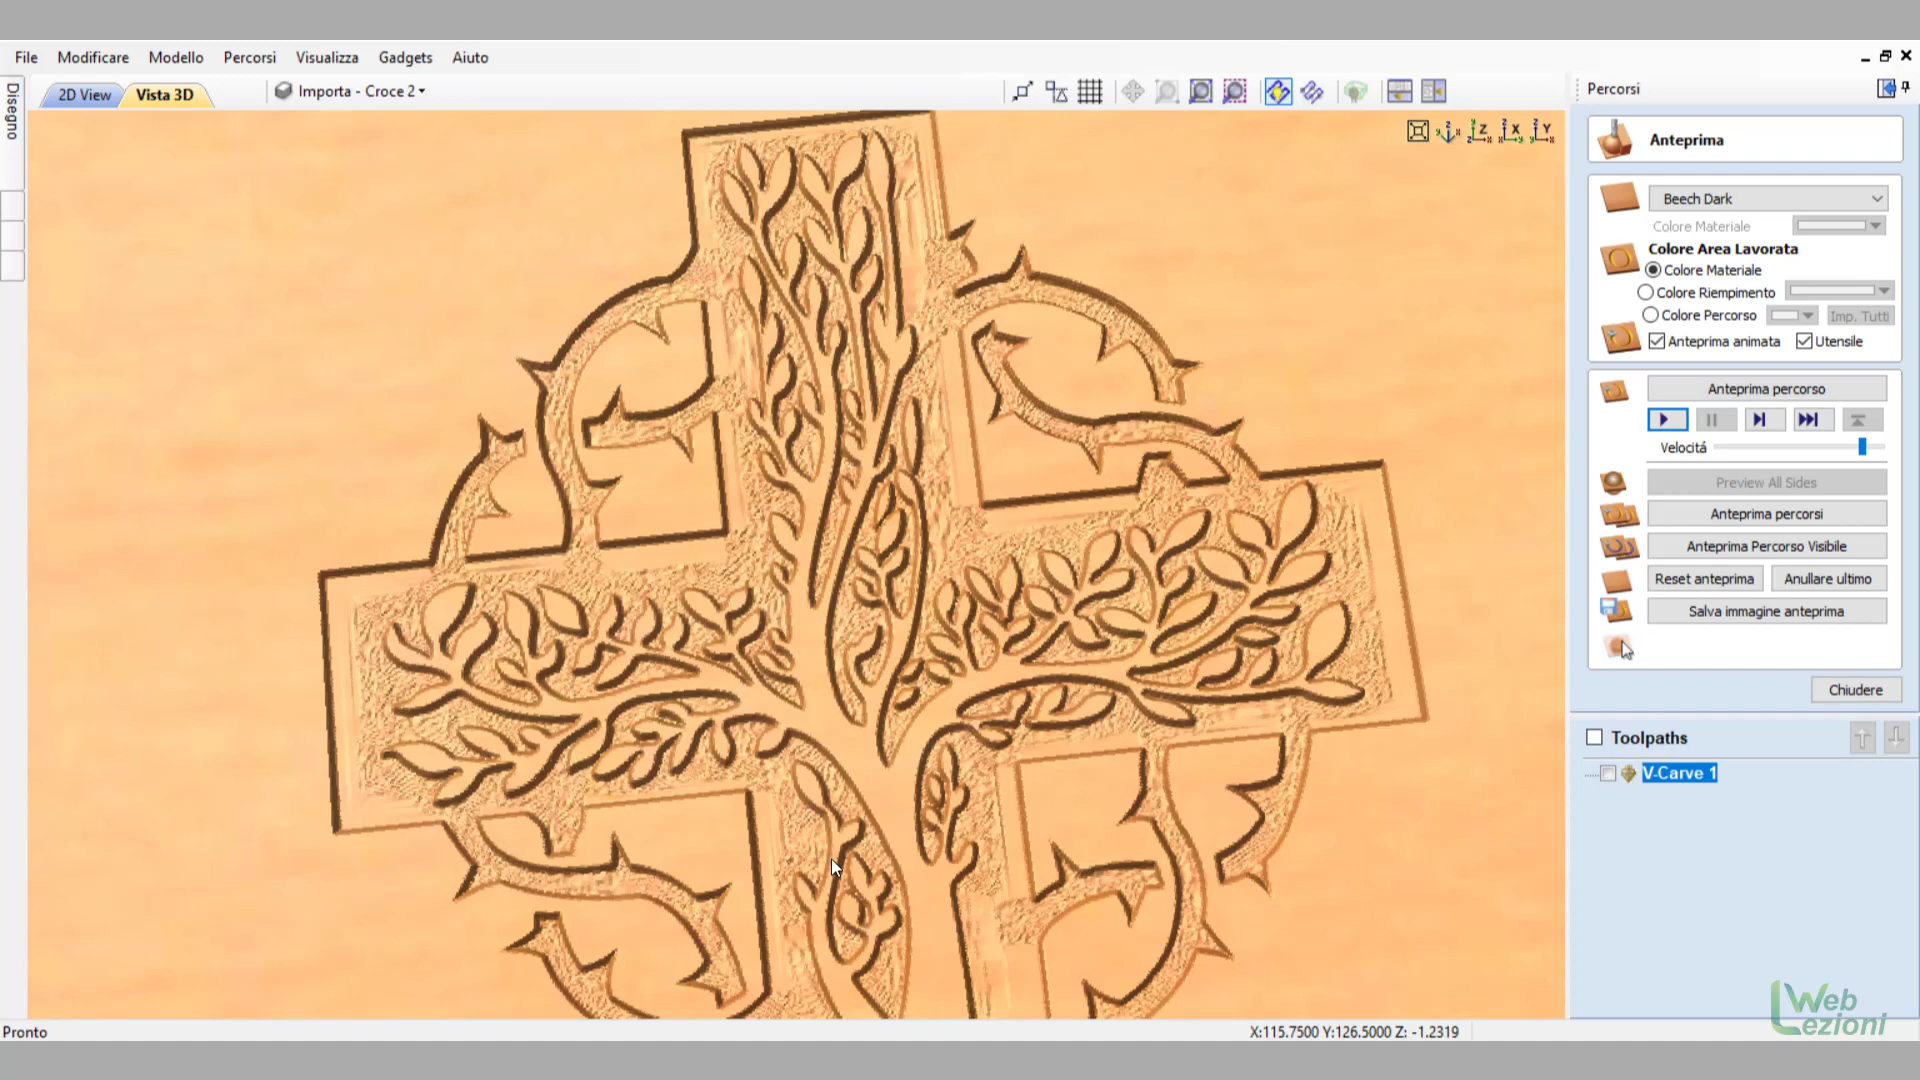 File Modificare Modello Percorsi Visualizza Gadgets Aiuto
Disegno
2D View Vista 3D Importa - Croce 2
Z X Y
Percorsi
Anteprima
Beech Dark
Colore Materiale
Colore Area Lavorata
Colore Materiale
Colore Riempimento
Colore Percorso Imp. Tutti
Anteprima animata Utensile
Anteprima percorso
Velocitá
Preview All Sides
Anteprima percorsi
Anteprima Percorso Visibile
Reset anteprima Anullare ultimo
Salva immagine anteprima
Chiudere
Toolpaths
V-Carve 1
Web
Lezioni
Pronto X:115.7500 Y:126.5000 Z: -1.2319